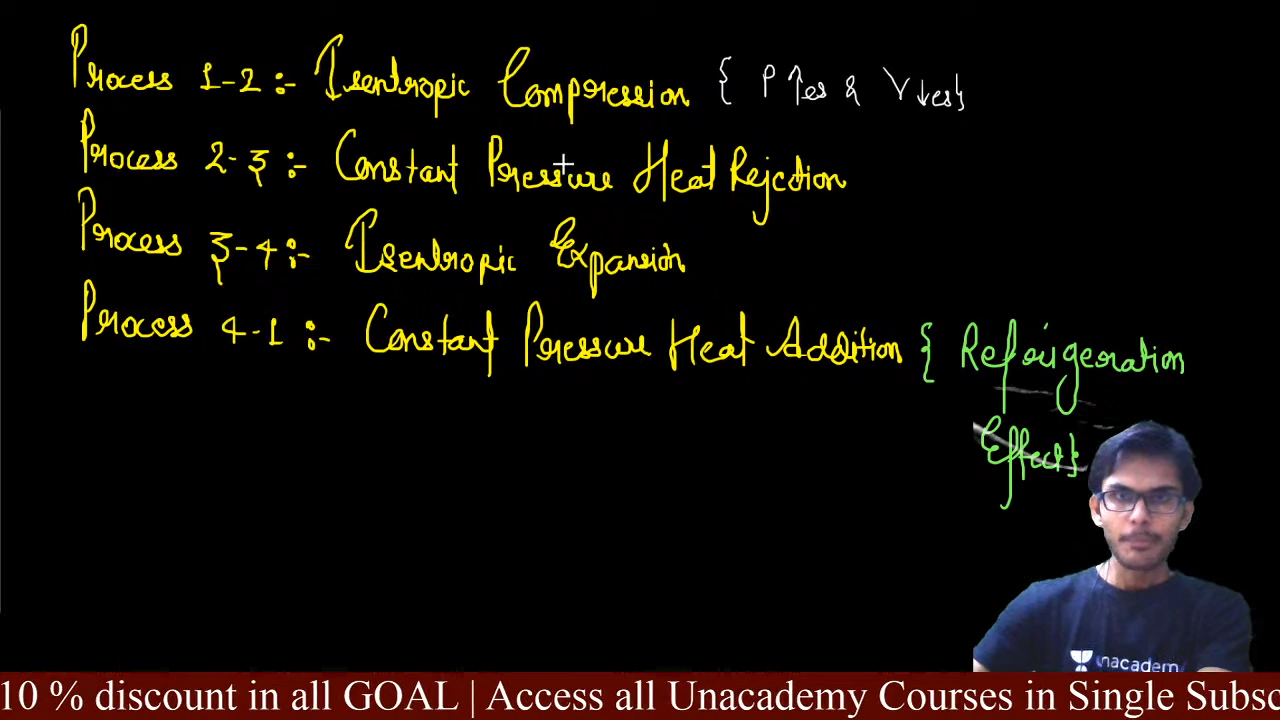 Process 1-2 :- Isentropic Compression { P↑es & V↓es}
Process 2-3 :- Constant Pressure Heat Rejction
Process 3-4 :- Isentropic Expansion
Process 4-1 :- Constant Pressure Heat Addition { Refrigeration
Effect}
unacademy
10 % discount in all GOAL | Access all Unacademy Courses in Single Subsc